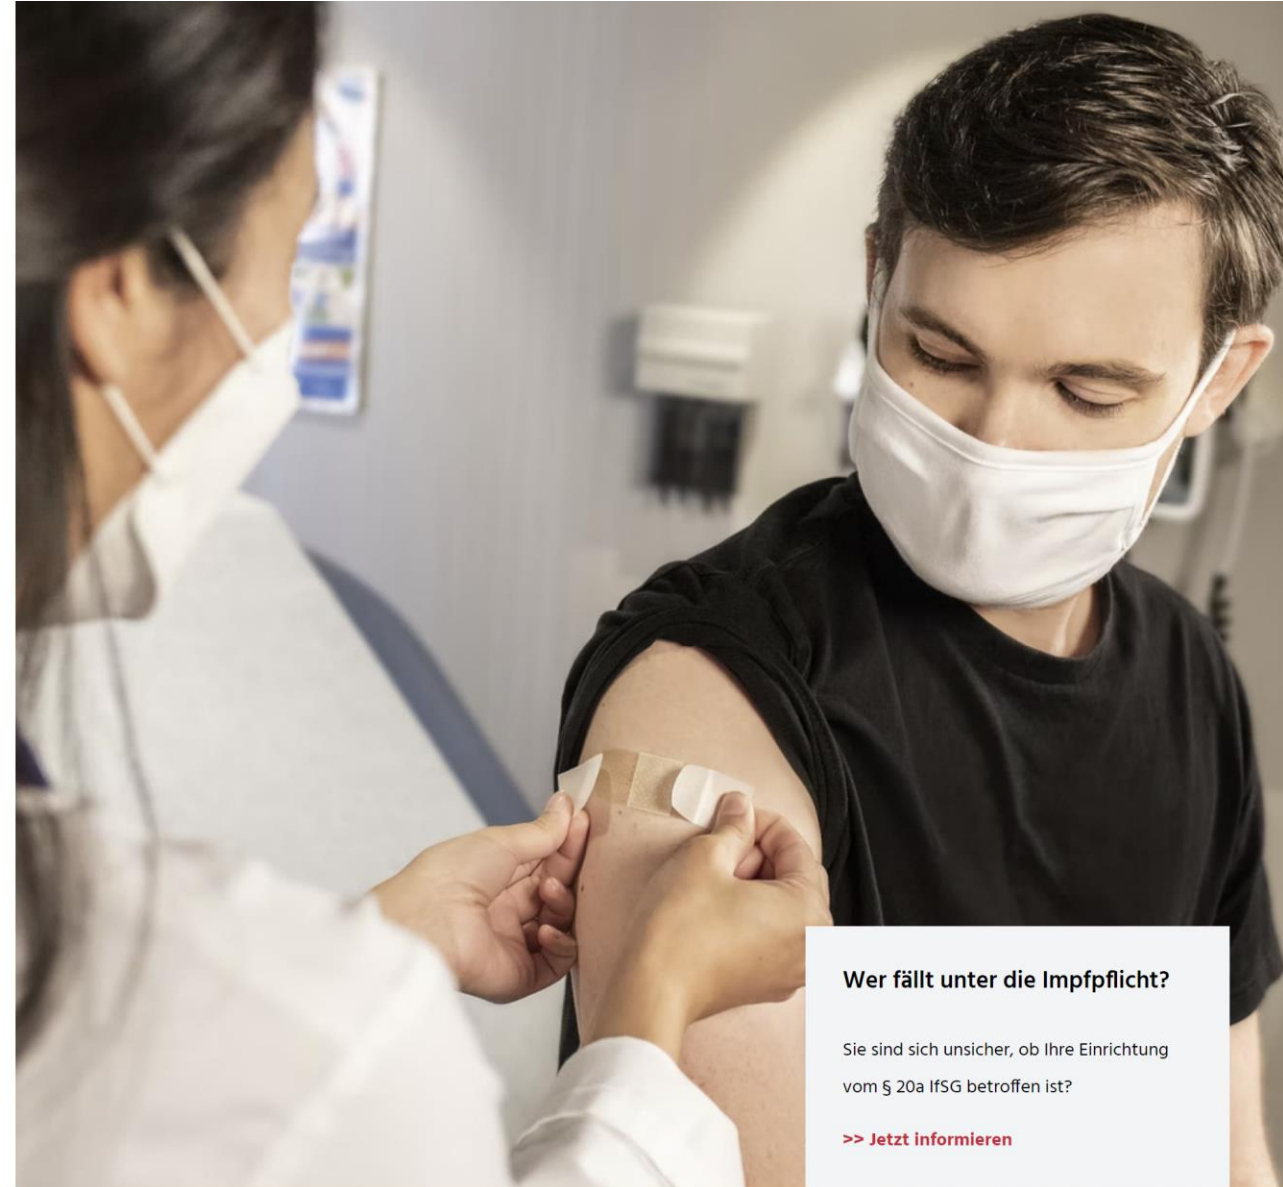 Wer fällt unter die Impfpflicht?
Sie sind sich unsicher, ob Ihre Einrichtung
vom § 20a IfSG betroffen ist?
>> Jetzt informieren